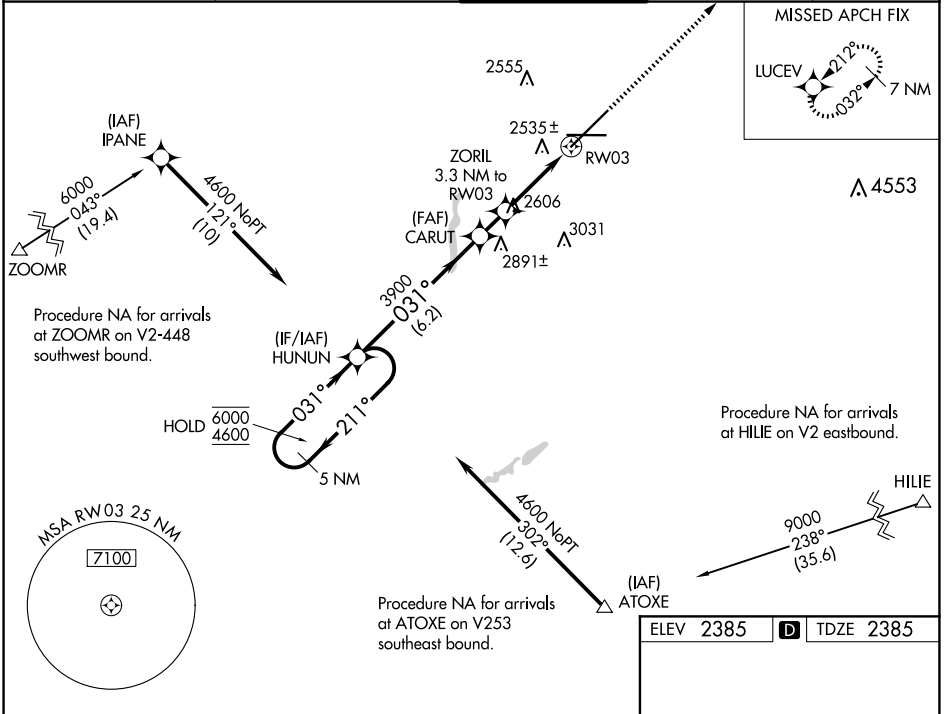 MISSED APCH FIX
LUCEV
212°
032°
7 NM
2555
2535±
RW03
ZORIL
3.3 NM to
RW03
2606
4553
(IAF)
IPANE
6000
043°
(19.4)
ZOOMR
4600 NoPT
121°
(10)
(FAF)
CARUT
3031
2891±
Procedure NA for arrivals
at ZOOMR on V2-448
southwest bound.
3900
031°
(6.2)
(IF/IAF)
HUNUN
HOLD
6000
4600
031°
211°
5 NM
Procedure NA for arrivals
at HILIE on V2 eastbound.
HILIE
9000
238°
(35.6)
4600 NoPT
302°
(12.6)
(IAF)
ATOXE
MSA RW03 25 NM
7100
Procedure NA for arrivals
at ATOXE on V253
southeast bound.
ELEV 2385 D TDZE 2385